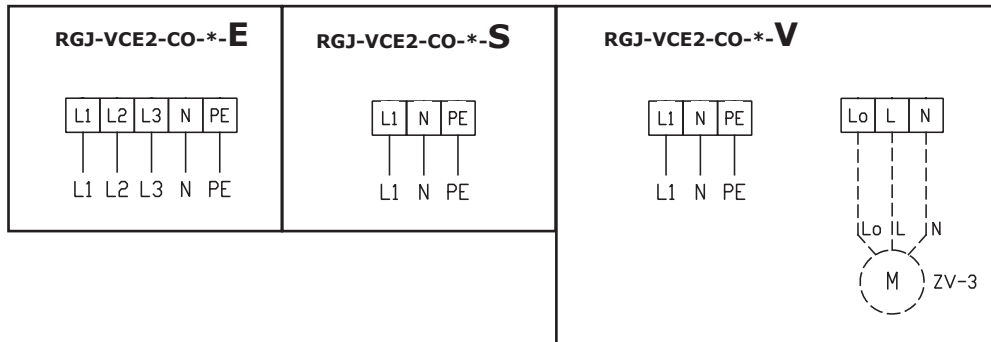 RGJ-VCE2-CO-*-E
L1 L2 L3 N PE
L1 L2 L3 N PE
RGJ-VCE2-CO-*-S
L1 N PE
L1 N PE
RGJ-VCE2-CO-*-V
L1 N PE
L1 N PE
Lo L N
Lo L N
M ZV-3